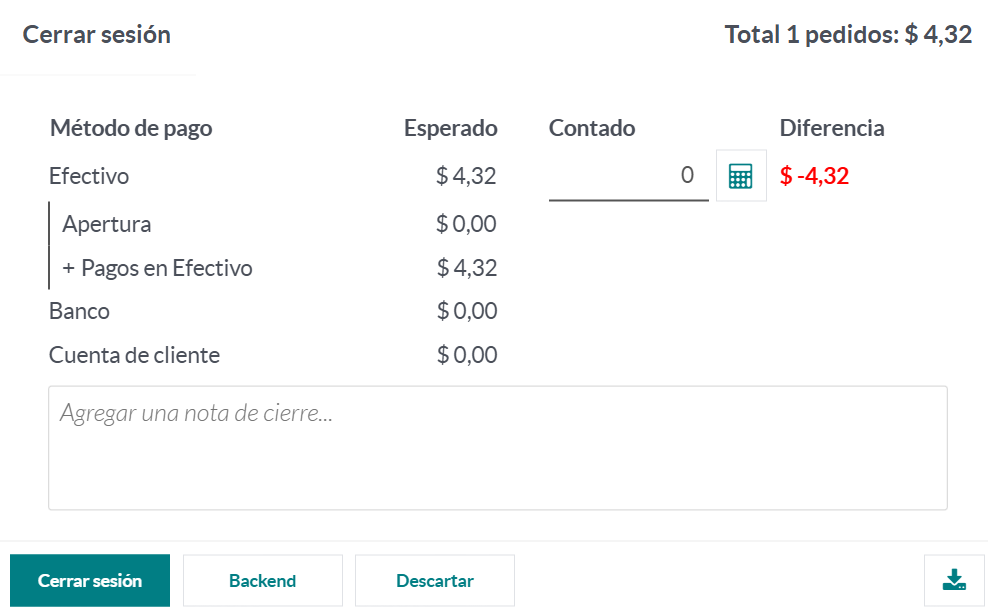 Cerrar sesión Total 1 pedidos: $ 4,32
Método de pago Esperado Contado Diferencia
Efectivo $ 4,32 0 $ -4,32
Apertura $ 0,00
+ Pagos en Efectivo $ 4,32
Banco $ 0,00
Cuenta de cliente $ 0,00
Agregar una nota de cierre...
Cerrar sesión Backend Descartar